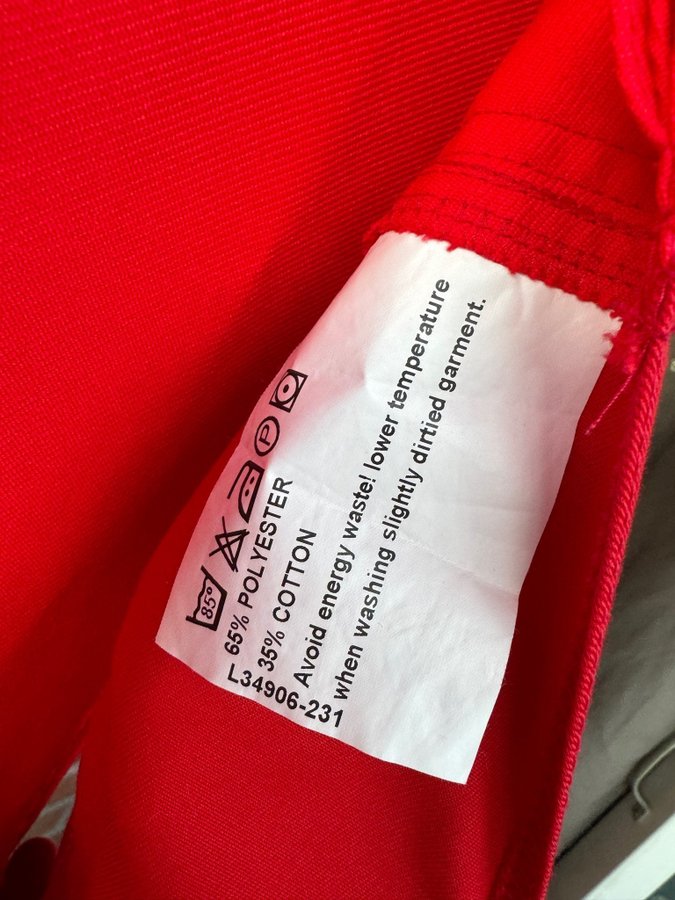 85°
P
65% POLYESTER
35% COTTON
Avoid energy waste! lower temperature
when washing slightly dirtied garment.
L34906-231